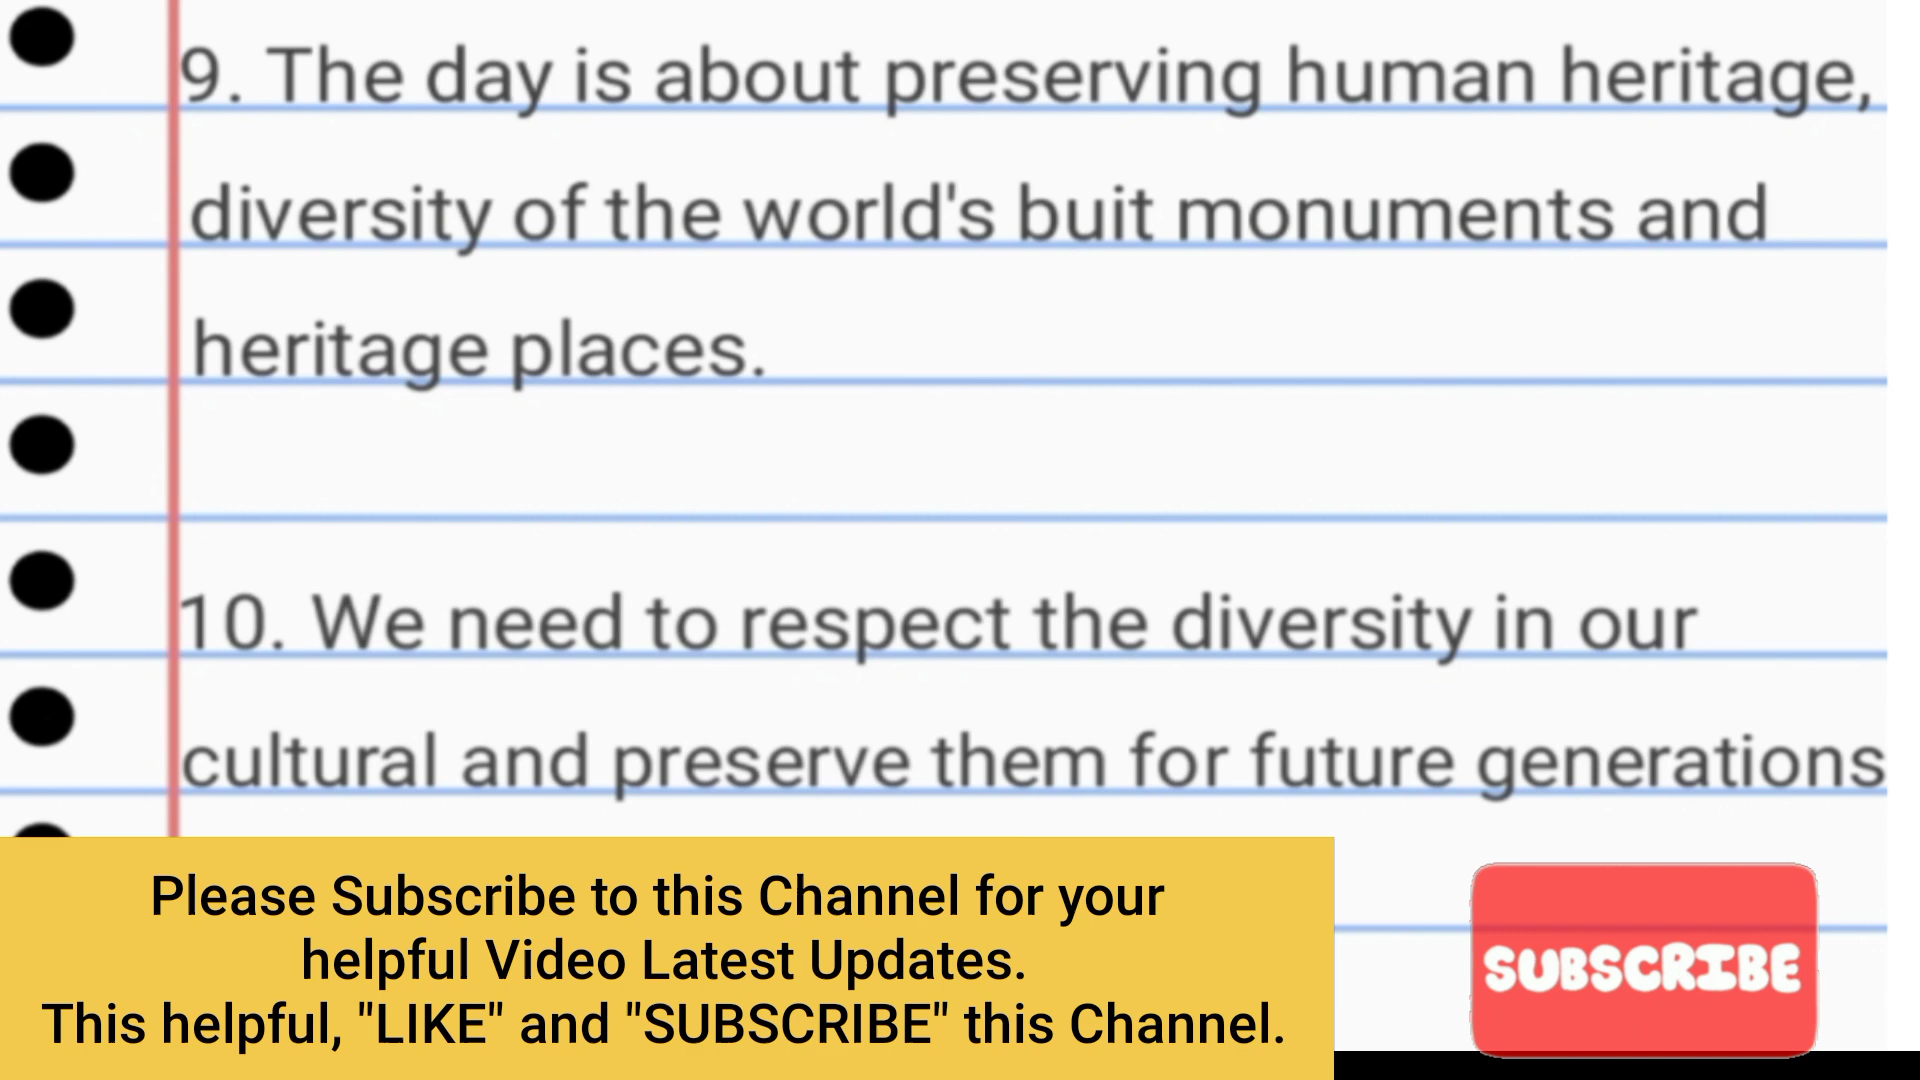 9. The day is about preserving human heritage,
diversity of the world's buit monuments and
heritage places.
10. We need to respect the diversity in our
cultural and preserve them for future generations
Please Subscribe to this Channel for your
helpful Video Latest Updates.
This helpful, "LIKE" and "SUBSCRIBE" this Channel.
SUBSCRIBE